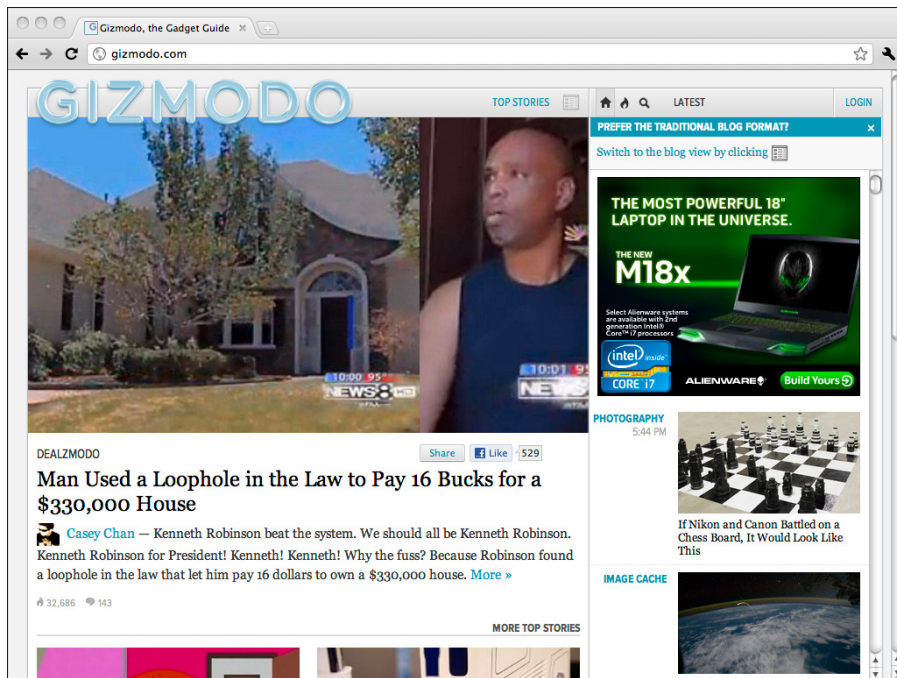 Gizmodo, the Gadget Guide
gizmodo.com
GIZMODO
TOP STORIES
LATEST
LOGIN
PREFER THE TRADITIONAL BLOG FORMAT?
Switch to the blog view by clicking
THE MOST POWERFUL 18"
LAPTOP IN THE UNIVERSE.
THE NEW
M18x
Select Alienware systems
are available with 2nd
generation Intel®
Core™ i7 processors
intel inside™
CORE i7
ALIENWARE
Build Yours
10:00 95°
NEWS 8 HD
10:01 95
NEWS
PHOTOGRAPHY
5:44 PM
If Nikon and Canon Battled on a
Chess Board, It Would Look Like
This
IMAGE CACHE
DEALZMODO
Share
Like
529
Man Used a Loophole in the Law to Pay 16 Bucks for a
$330,000 House
Casey Chan — Kenneth Robinson beat the system. We should all be Kenneth Robinson.
Kenneth Robinson for President! Kenneth! Kenneth! Why the fuss? Because Robinson found
a loophole in the law that let him pay 16 dollars to own a $330,000 house. More »
32,686
143
MORE TOP STORIES